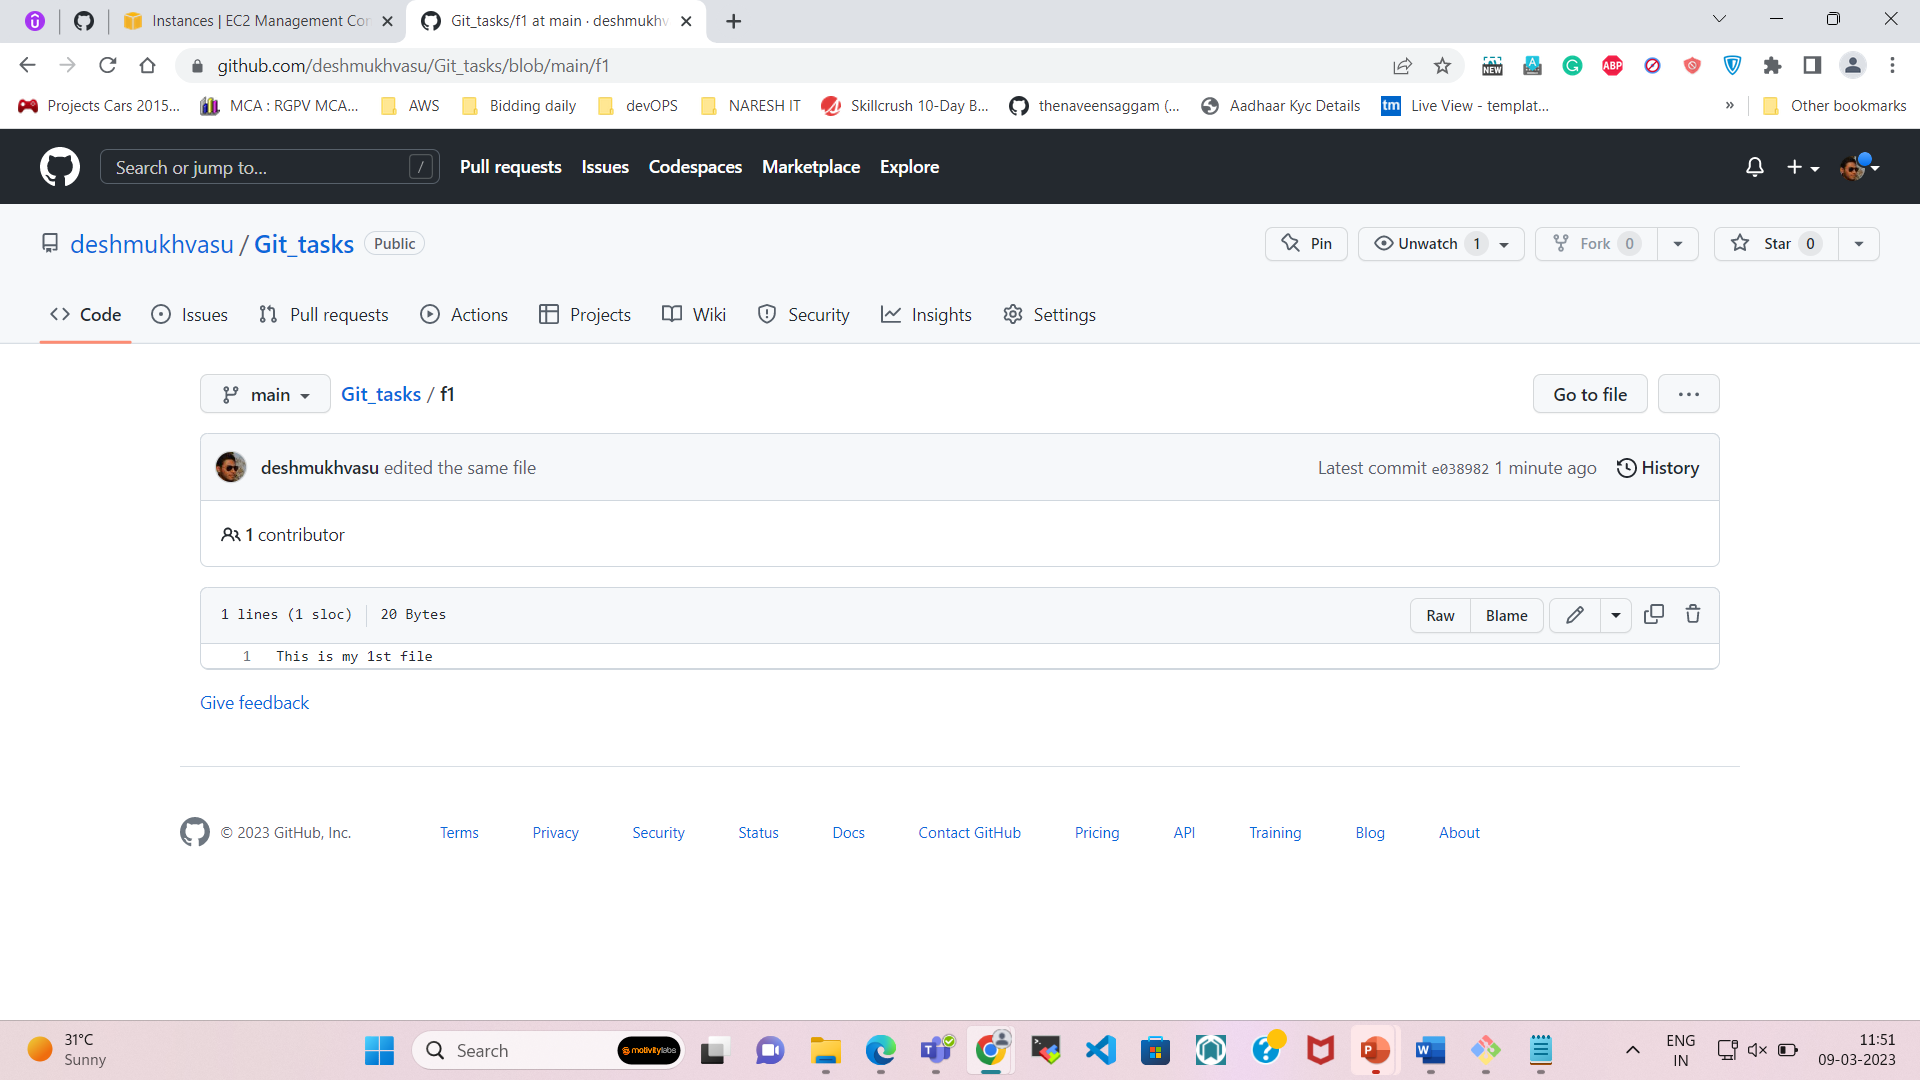 Instances | EC2 Management Con
Git_tasks/f1 at main · deshmukhv
github.com/deshmukhvasu/Git_tasks/blob/main/f1
NEW
ABP
Projects Cars 2015...
MCA : RGPV MCA...
AWS
Bidding daily
devOPS
NARESH IT
Skillcrush 10-Day B...
thenaveensaggam (...
Aadhaar Kyc Details
tm
Live View - templat...
»
Other bookmarks
Search or jump to...
/
Pull requests
Issues
Codespaces
Marketplace
Explore
deshmukhvasu / Git_tasks
Public
Pin
Unwatch 1
Fork 0
Star 0
Code
Issues
Pull requests
Actions
Projects
Wiki
Security
Insights
Settings
main
Git_tasks / f1
Go to file
deshmukhvasu edited the same file
Latest commit e038982 1 minute ago
History
1 contributor
1 lines (1 sloc)
20 Bytes
Raw
Blame
1 This is my 1st file
Give feedback
© 2023 GitHub, Inc.
Terms
Privacy
Security
Status
Docs
Contact GitHub
Pricing
API
Training
Blog
About
31°C
Sunny
Search
motivitylabs
ENG
IN
11:51
09-03-2023